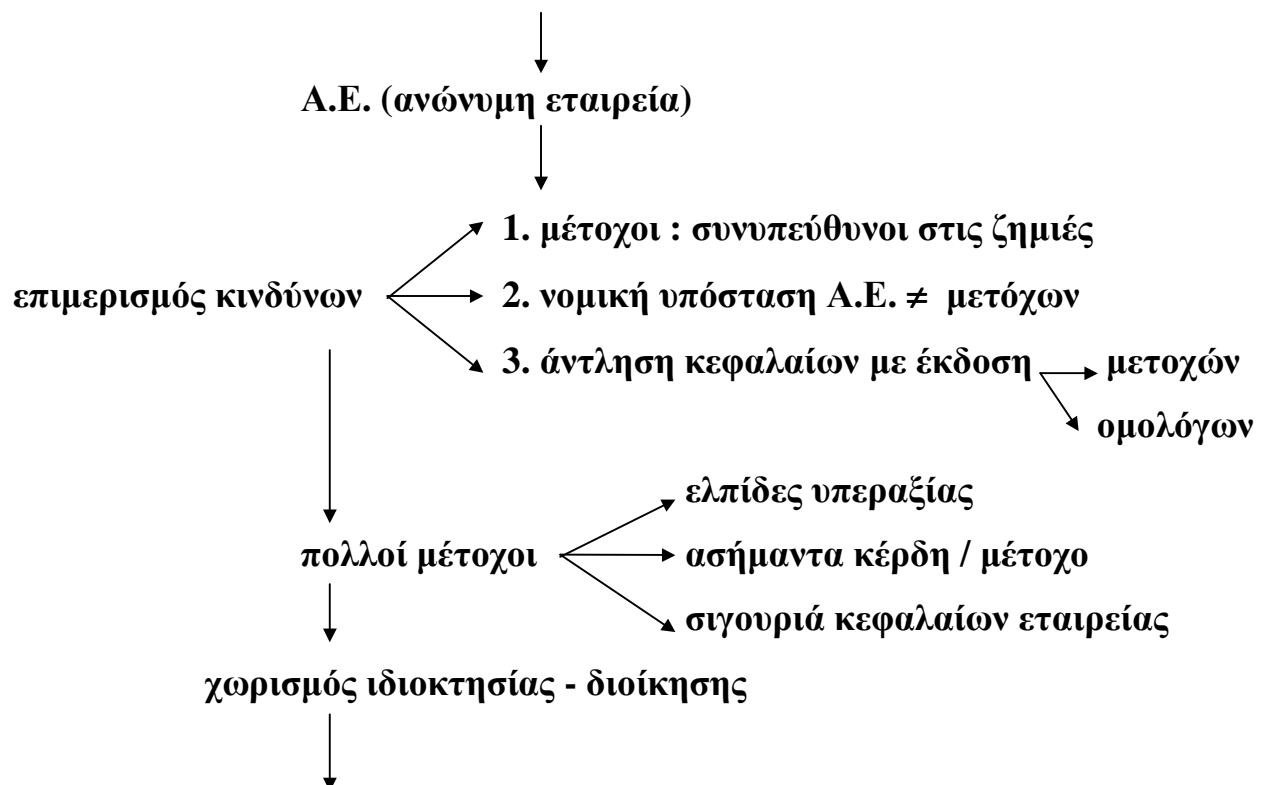 Α.Ε. (ανώνυμη εταιρεία)
1. μέτοχοι : συνυπεύθυνοι στις ζημιές
επιμερισμός κινδύνων
2. νομική υπόσταση Α.Ε. ≠ μετόχων
3. άντληση κεφαλαίων με έκδοση
μετοχών
ομολόγων
ελπίδες υπεραξίας
πολλοί μέτοχοι
ασήμαντα κέρδη / μέτοχο
σιγουριά κεφαλαίων εταιρείας
χωρισμός ιδιοκτησίας - διοίκησης